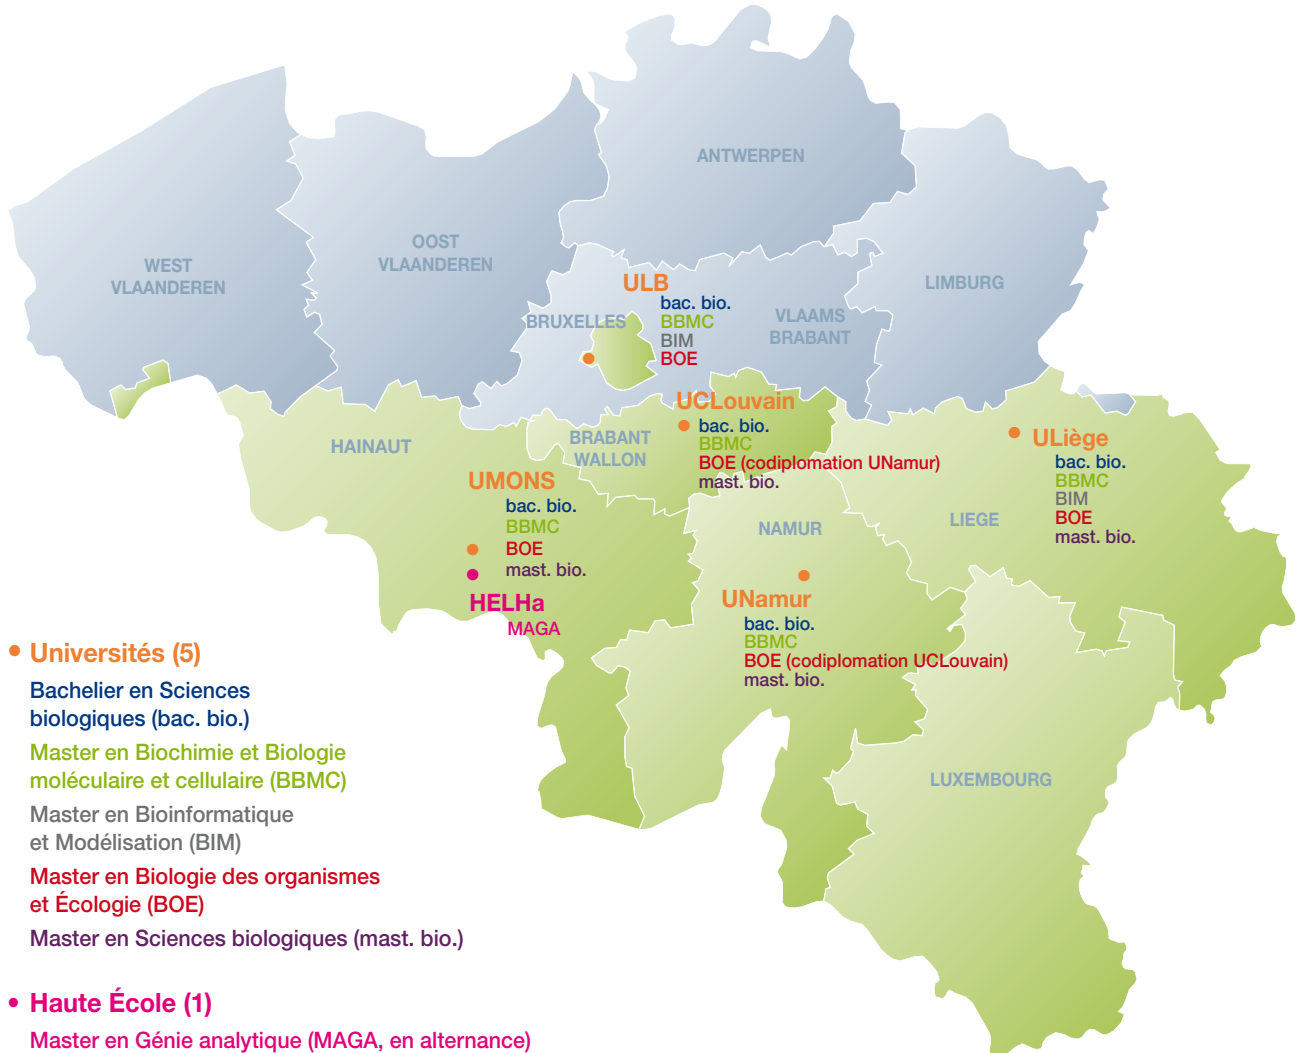 ANTWERPEN
OOST
VLAANDEREN
WEST
VLAANDEREN
LIMBURG
ULB
bac. bio.
BBMC
BIM
BOE
BRUXELLES
VLAAMS
BRABANT
UCLouvain
bac. bio.
BBMC
BOE (codiplomation UNamur)
mast. bio.
BRABANT
WALLON
HAINAUT
ULiège
bac. bio.
BBMC
BIM
BOE
mast. bio.
LIEGE
UMONS
bac. bio.
BBMC
BOE
mast. bio.
HELHa
MAGA
NAMUR
UNamur
bac. bio.
BBMC
BOE (codiplomation UCLouvain)
mast. bio.
LUXEMBOURG
• Universités (5)
Bachelier en Sciences
biologiques (bac. bio.)
Master en Biochimie et Biologie
moléculaire et cellulaire (BBMC)
Master en Bioinformatique
et Modélisation (BIM)
Master en Biologie des organismes
et Écologie (BOE)
Master en Sciences biologiques (mast. bio.)
• Haute École (1)
Master en Génie analytique (MAGA, en alternance)